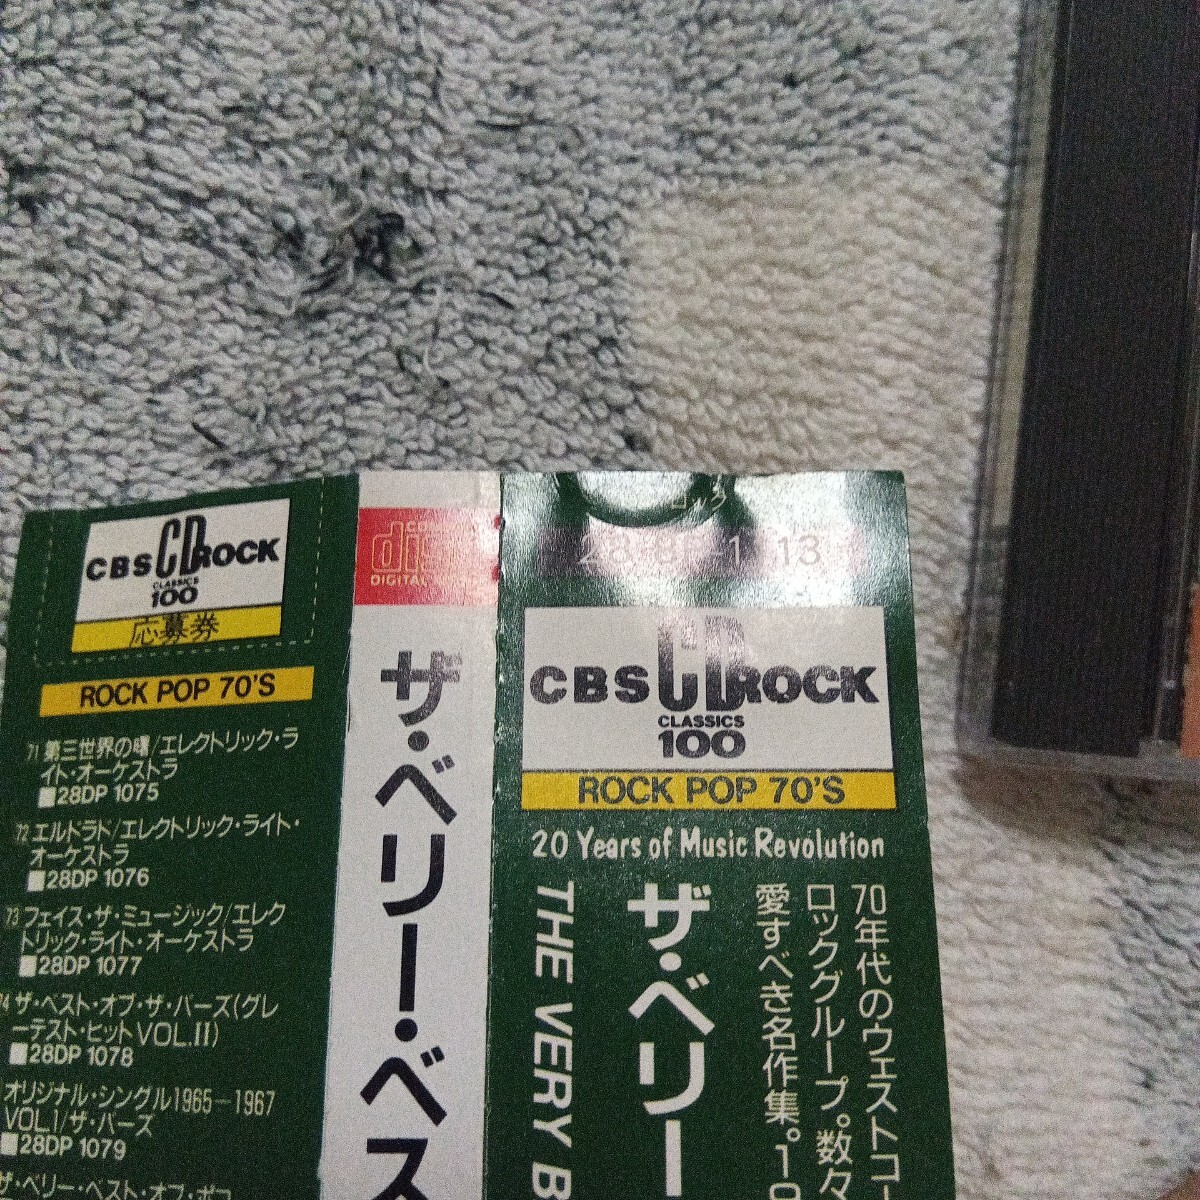 CBS CD ROCK
CLASSICS
100
応募券
ROCK POP 70'S
71 第三世界の曙/エレクトリック・ラ
イト・オーケストラ
■28DP 1075
72 エルドラド/エレクトリック・ライト・
オーケストラ
■28DP 1076
73 フェイス・ザ・ミュージック/エレク
トリック・ライト・オーケストラ
■28DP 1077
74 ザ・ベスト・オブ・ザ・バーズ(グレ
ーテスト・ヒットVOL.II)
■28DP 1078
オリジナル・シングル1965―1967
VOL.I/ザ・バーズ
■28DP 1079
ザ・ベリー・ベスト・オブ・ポコ
DIGITAL
ザ・ベリー・ベス
ロック
CBS CD ROCK
CLASSICS
100
ROCK POP 70'S
20 Years of Music Revolution
70年代のウェストコー
ロックグループ。数々
愛すべき名作集。19
ザ・ベリー
THE VERY B